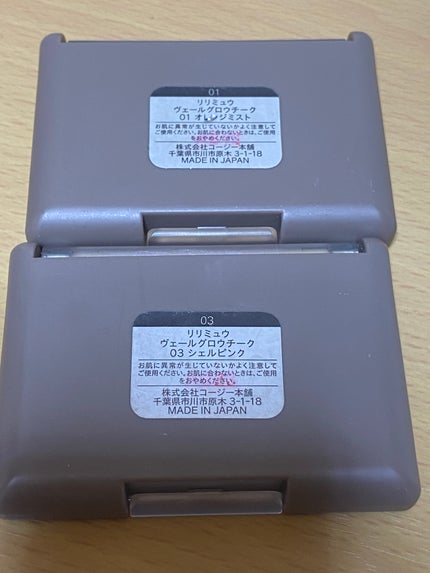 01
リリミュウ
ヴェールグロウチーク
01 オレンジミスト
お肌に異常が生じていないかよく注意して
ご使用ください。お肌に合わないときは、ご使用
をおやめください。
株式会社コージー本舗
千葉県市川市原木 3-1-18
MADE IN JAPAN
03
リリミュウ
ヴェールグロウチーク
03 シェルピンク
お肌に異常が生じていないかよく注意して
ご使用ください。お肌に合わないときは、ご使用
をおやめください。
株式会社コージー本舗
千葉県市川市原木 3-1-18
MADE IN JAPAN